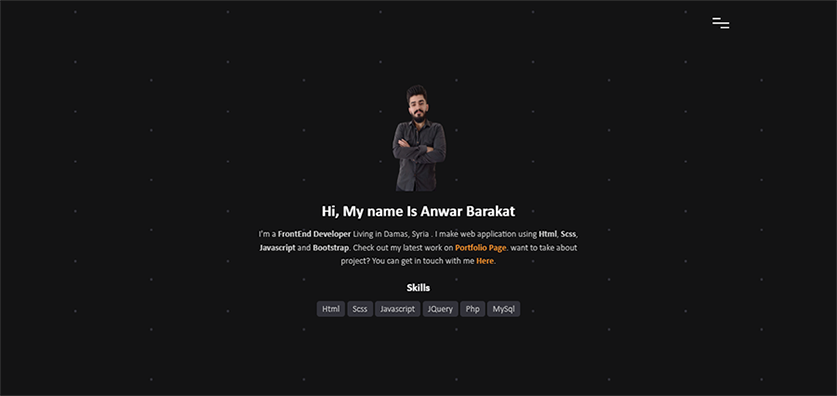 Hi, My name Is Anwar Barakat
I'm a FrontEnd Developer Living in Damas, Syria . I make web application using Html, Scss,
Javascript and Bootstrap. Check out my latest work on Portfolio Page. want to take about
project? You can get in touch with me Here.
Skills
Html Scss Javascript JQuery Php MySql